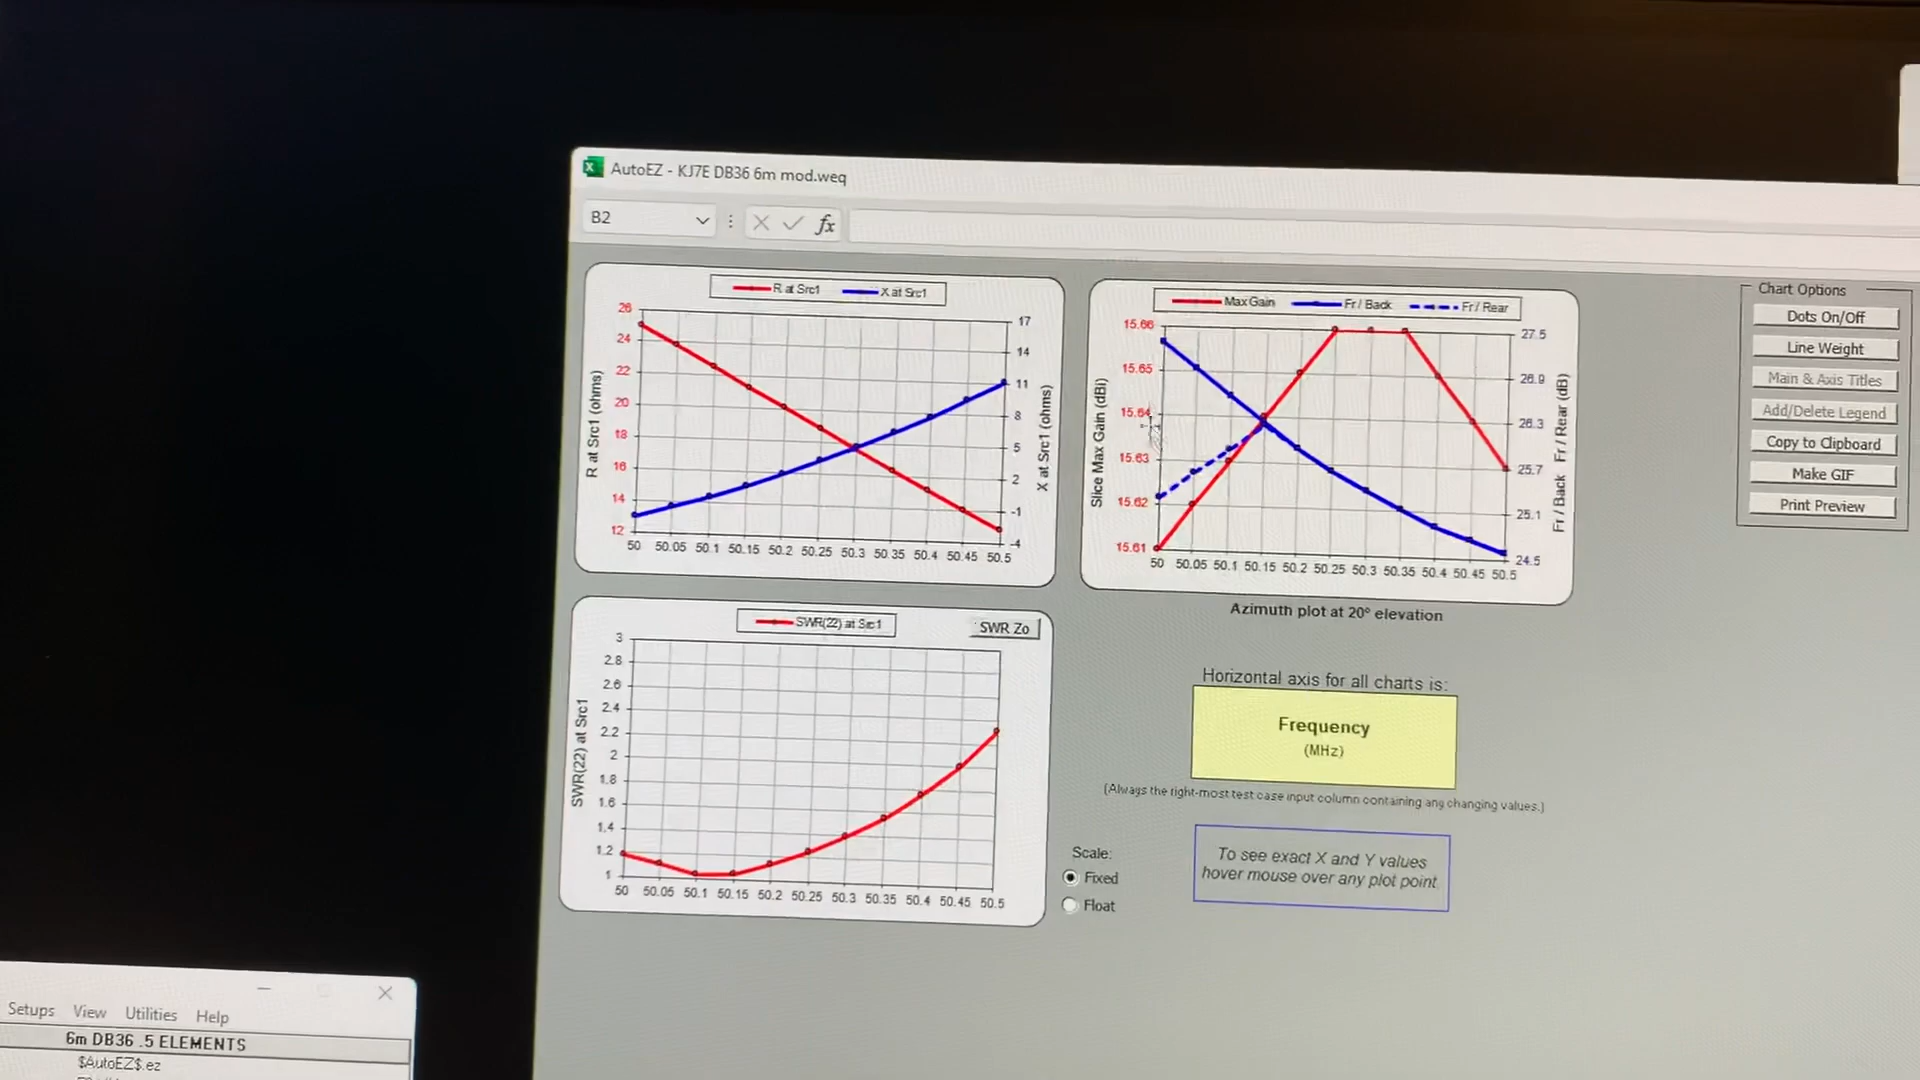 AutoEZ - KJ7E DB36 6m mod.weq
B2
fx
R at Src1 X at Src1
26
24
22
20
18
16
14
12
R at Src1 (ohms)
17
14
11
8
5
2
-1
-4
X at Src1 (ohms)
50 50.05 50.1 50.15 50.2 50.25 50.3 50.35 50.4 50.45 50.5
Max Gain Fr / Back Fr / Rear
15.66
15.65
15.64
15.63
15.62
15.61
Slice Max Gain (dBi)
27.5
26.9
26.3
25.7
25.1
24.5
Fr / Back Fr / Rear (dB)
50 50.05 50.1 50.15 50.2 50.25 50.3 50.35 50.4 50.45 50.5
Azimuth plot at 20° elevation
Chart Options
Dots On/Off
Line Weight
Main & Axis Titles
Add/Delete Legend
Copy to Clipboard
Make GIF
Print Preview
SWR(22) at Src1
SWR Zo
3
2.8
2.6
2.4
2.2
2
1.8
1.6
1.4
1.2
1
SWR(22) at Src1
50 50.05 50.1 50.15 50.2 50.25 50.3 50.35 50.4 50.45 50.5
Horizontal axis for all charts is:
Frequency
(MHz)
(Always the right-most test case input column containing any changing values.)
Scale:
Fixed
Float
To see exact X and Y values
hover mouse over any plot point
Setups View Utilities Help
6m DB36 .5 ELEMENTS
$AutoEZ$.ez